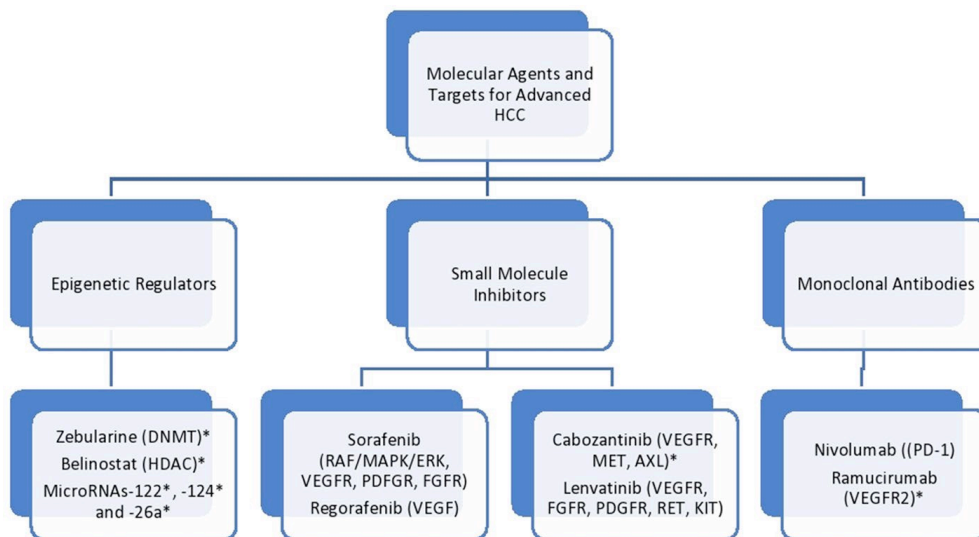 Molecular Agents and
Targets for Advanced
HCC
Epigenetic Regulators
Small Molecule
Inhibitors
Monoclonal Antibodies
Zebularine (DNMT)*
Belinostat (HDAC)*
MicroRNAs-122*, -124*
and -26a*
Sorafenib
(RAF/MAPK/ERK,
VEGFR, PDFGR, FGFR)
Regorafenib (VEGF)
Cabozantinib (VEGFR,
MET, AXL)*
Lenvatinib (VEGFR,
FGFR, PDGFR, RET, KIT)
Nivolumab ((PD-1)
Ramucirumab
(VEGFR2)*